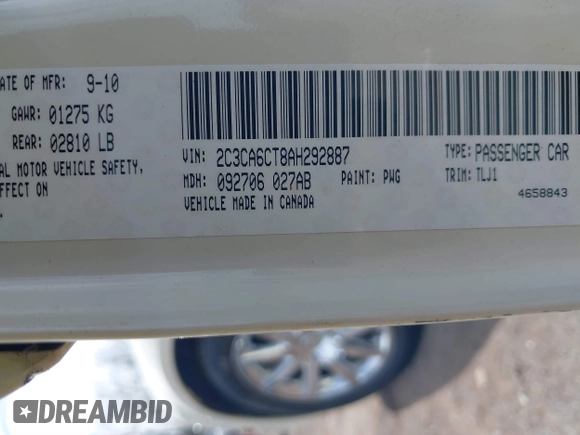 ATE OF MFR: 9-10
GAWR: 01275 KG
REAR: 02810 LB
AL MOTOR VEHICLE SAFETY,
FFECT ON
VIN: 2C3CA6CT8AH292887
TYPE: PASSENGER CAR
MDH: 092706 027AB
PAINT: PWG
TRIM: TLJ1
VEHICLE MADE IN CANADA
4658843
DREAMBID